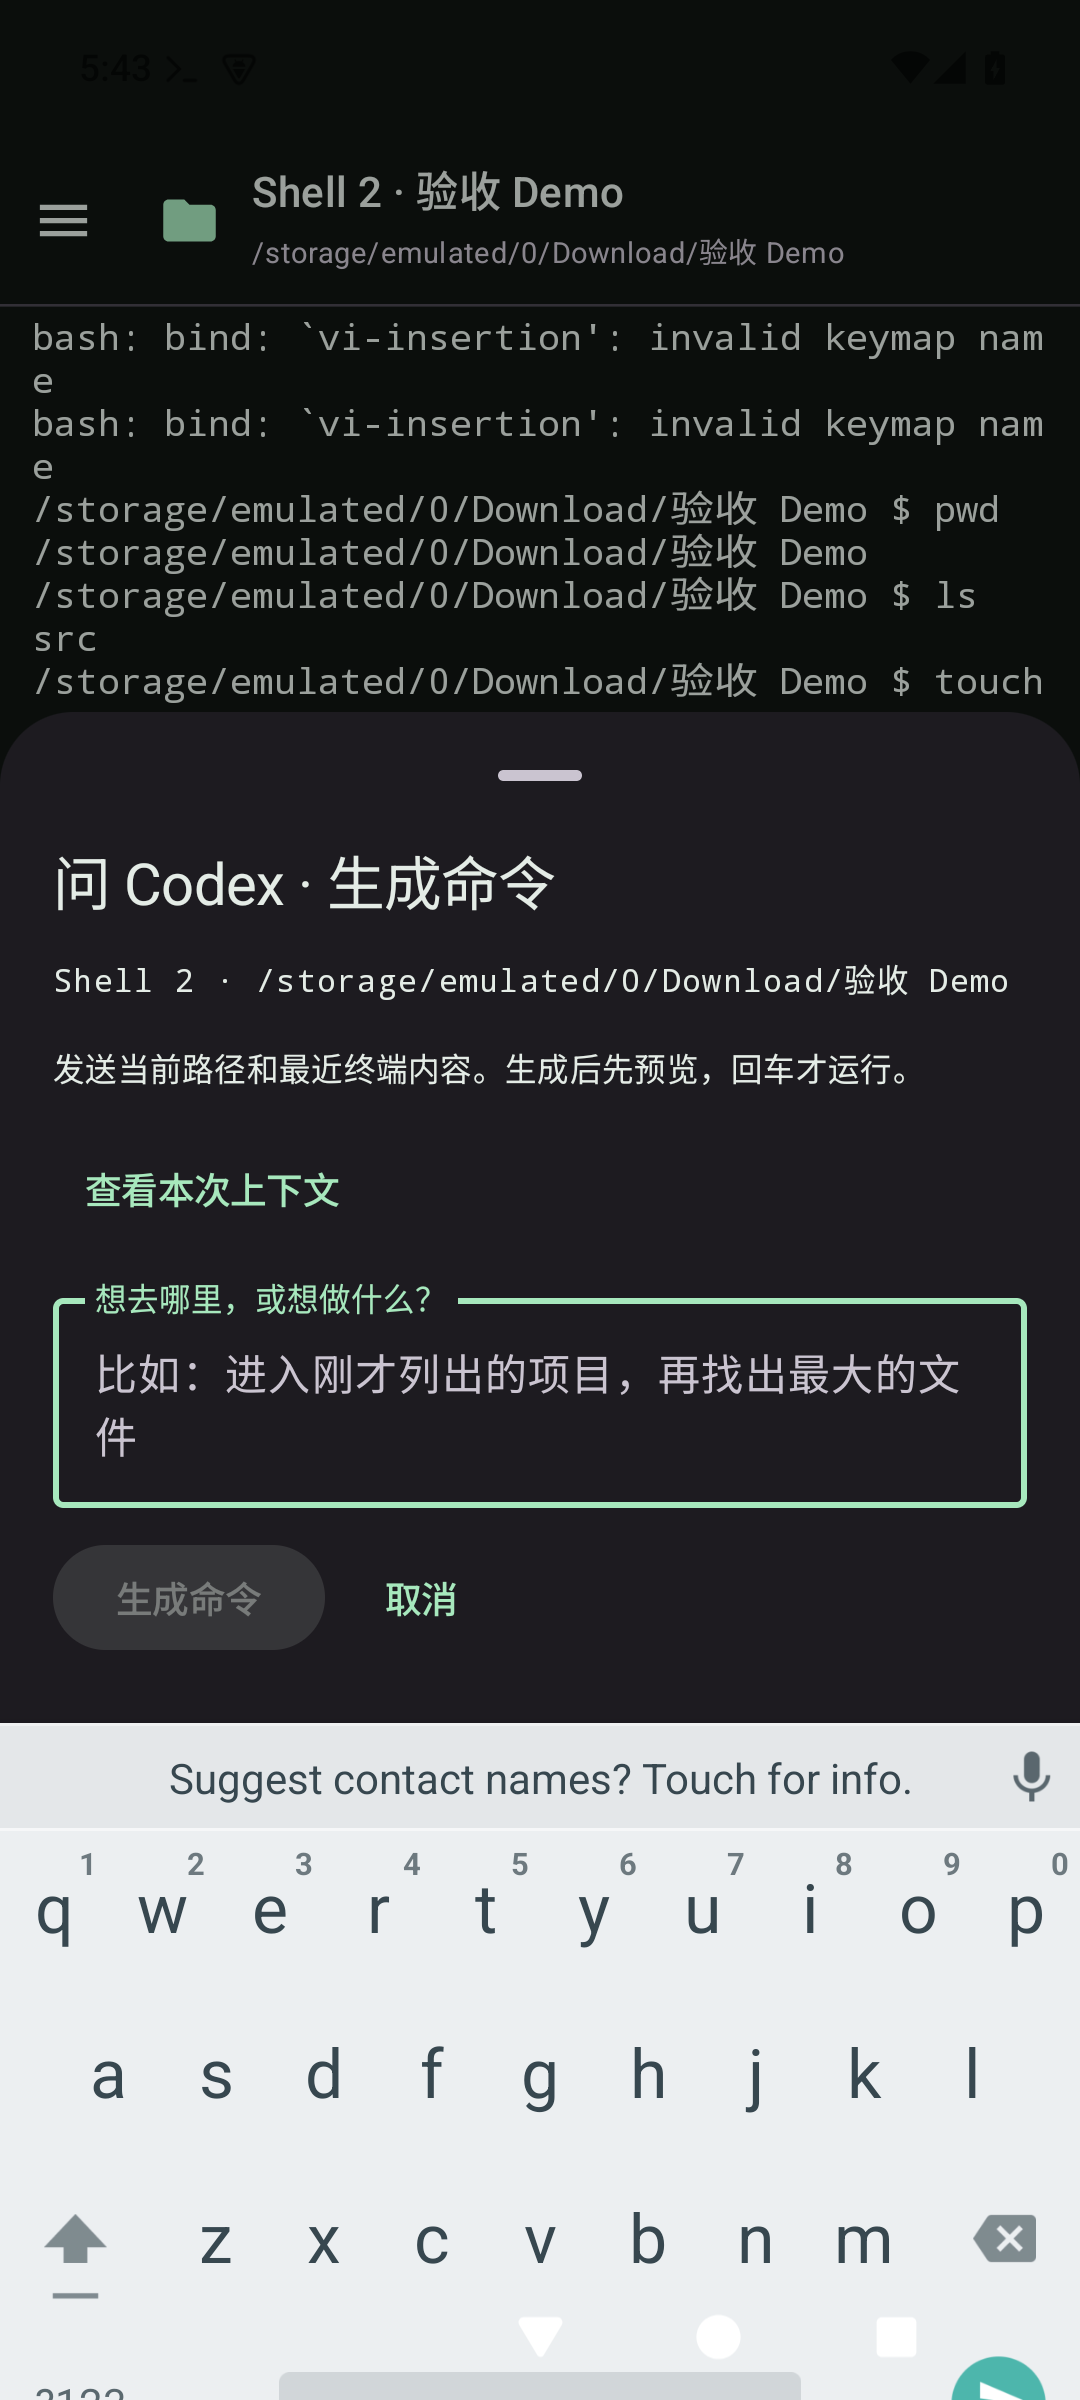 5:43
Shell 2 · 验收 Demo
/storage/emulated/0/Download/验收 Demo
bash: bind: `vi-insertion': invalid keymap nam
e
bash: bind: `vi-insertion': invalid keymap nam
e
/storage/emulated/0/Download/验收 Demo $ pwd
/storage/emulated/0/Download/验收 Demo
/storage/emulated/0/Download/验收 Demo $ ls
src
/storage/emulated/0/Download/验收 Demo $ touch
问 Codex · 生成命令
Shell 2 · /storage/emulated/0/Download/验收 Demo
发送当前路径和最近终端内容。生成后先预览，回车才运行。
查看本次上下文
想去哪里，或想做什么？
比如：进入刚才列出的项目，再找出最大的文
件
生成命令 取消
Suggest contact names? Touch for info.
1 2 3 4 5 6 7 8 9 0
q w e r t y u i o p
a s d f g h j k l
z x c v b n m